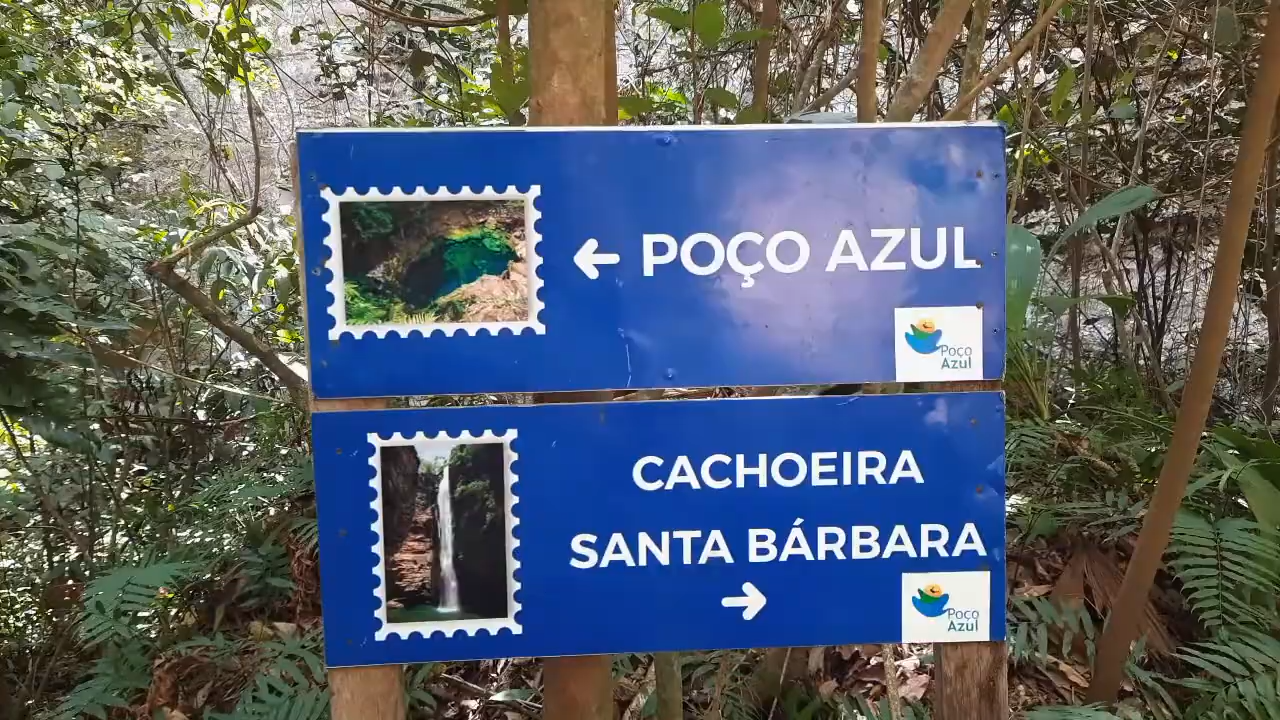 ← POÇO AZUL
Poço
Azul
CACHOEIRA
SANTA BÁRBARA
→
Poço
Azul